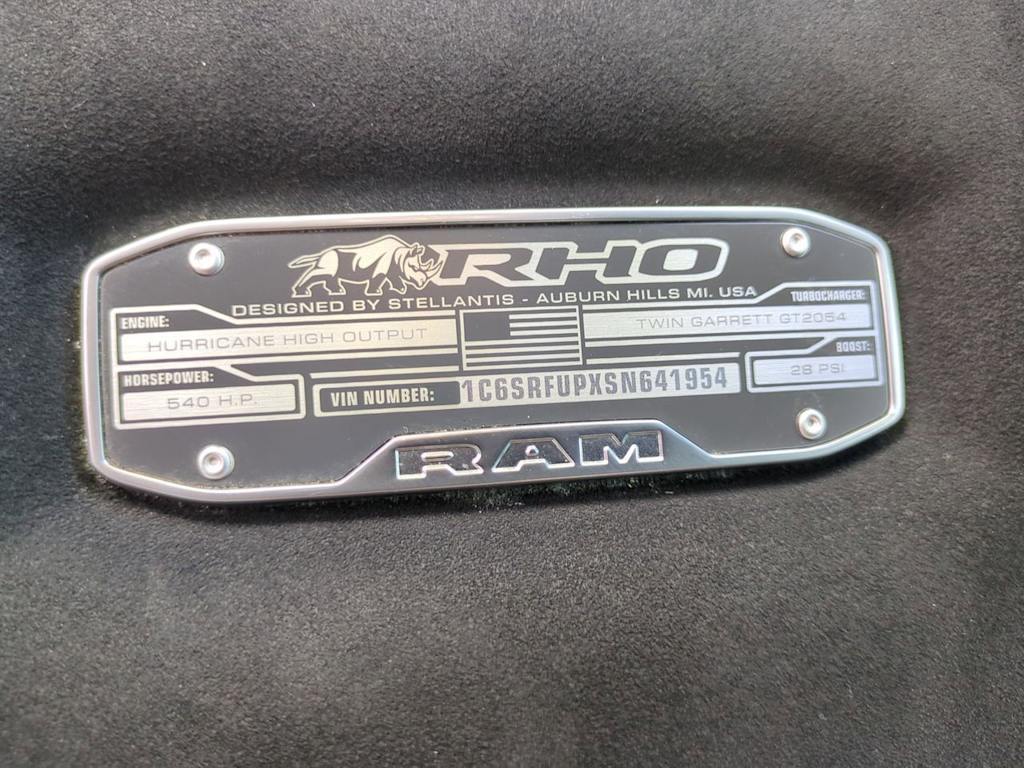 RHO
DESIGNED BY STELLANTIS - AUBURN HILLS MI. USA
ENGINE:
HURRICANE HIGH OUTPUT
TURBOCHARGER:
TWIN GARRETT GT2054
HORSEPOWER:
540 H.P.
VIN NUMBER: 1C6SRFUPXSN641954
BOOST:
28 PSI
RAM